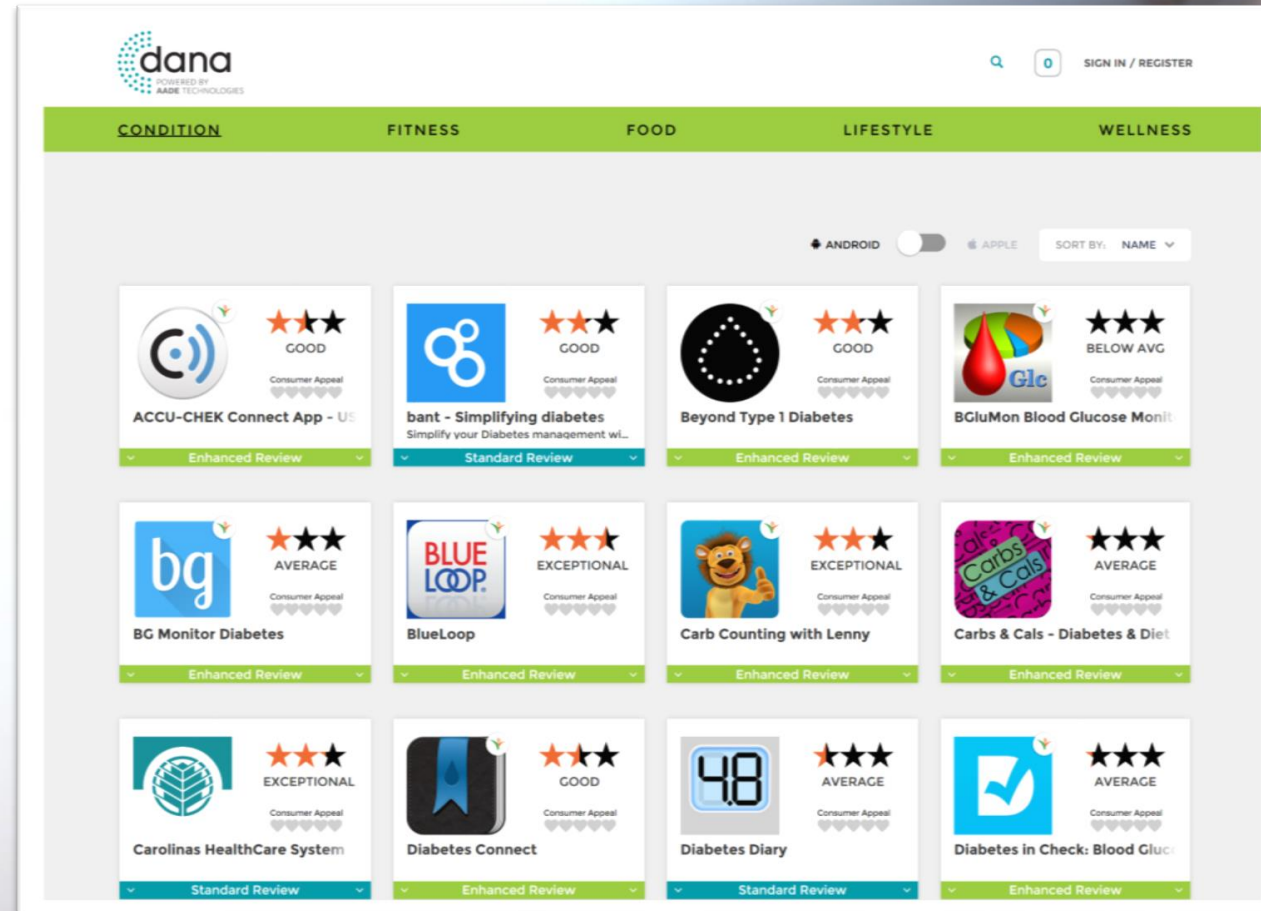 dana
POWERED BY
AADE TECHNOLOGIES
0 SIGN IN / REGISTER
CONDITION FITNESS FOOD LIFESTYLE WELLNESS
ANDROID APPLE SORT BY: NAME
GOOD
Consumer Appeal
ACCU-CHEK Connect App - US
Enhanced Review
GOOD
Consumer Appeal
bant - Simplifying diabetes
Simplify your Diabetes management wi...
Standard Review
GOOD
Consumer Appeal
Beyond Type 1 Diabetes
Enhanced Review
Glc
BELOW AVG
Consumer Appeal
BGluMon Blood Glucose Monit
Enhanced Review
bg
AVERAGE
Consumer Appeal
BG Monitor Diabetes
Enhanced Review
BLUE
LOOP.
EXCEPTIONAL
Consumer Appeal
BlueLoop
Enhanced Review
EXCEPTIONAL
Consumer Appeal
Carb Counting with Lenny
Enhanced Review
Carbs
& Cals
AVERAGE
Consumer Appeal
Carbs & Cals - Diabetes & Diet
Enhanced Review
EXCEPTIONAL
Consumer Appeal
Carolinas HealthCare System
Standard Review
GOOD
Consumer Appeal
Diabetes Connect
Enhanced Review
4.8
AVERAGE
Consumer Appeal
Diabetes Diary
Standard Review
AVERAGE
Consumer Appeal
Diabetes in Check: Blood Gluc
Enhanced Review